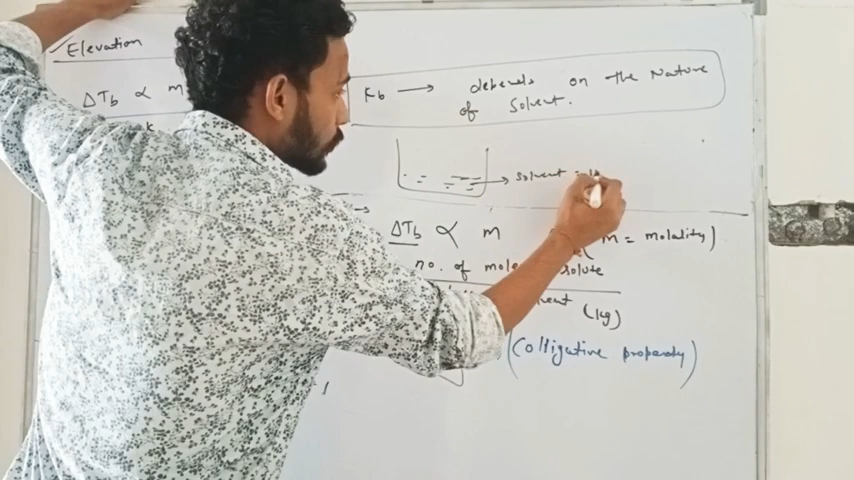 Elevation
ΔTb ∝ m
K
Kb → depends on the Nature
of Solvent.
→ solvent =
→
ΔTb ∝ m (m = molality)
no. of mole solute
(kg)
(Colligative property)